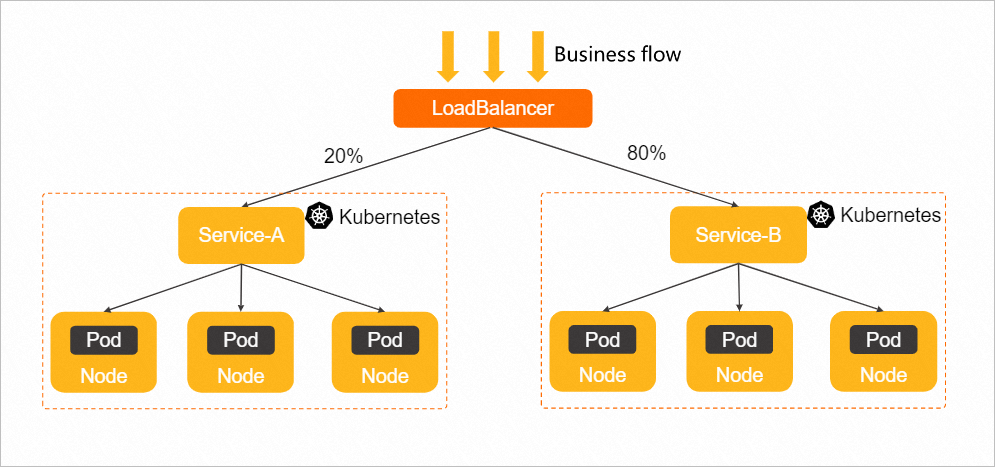 Business flow
LoadBalancer
20%
80%
Service-A
Kubernetes
Service-B
Kubernetes
Pod
Pod
Pod
Pod
Pod
Pod
Node
Node
Node
Node
Node
Node